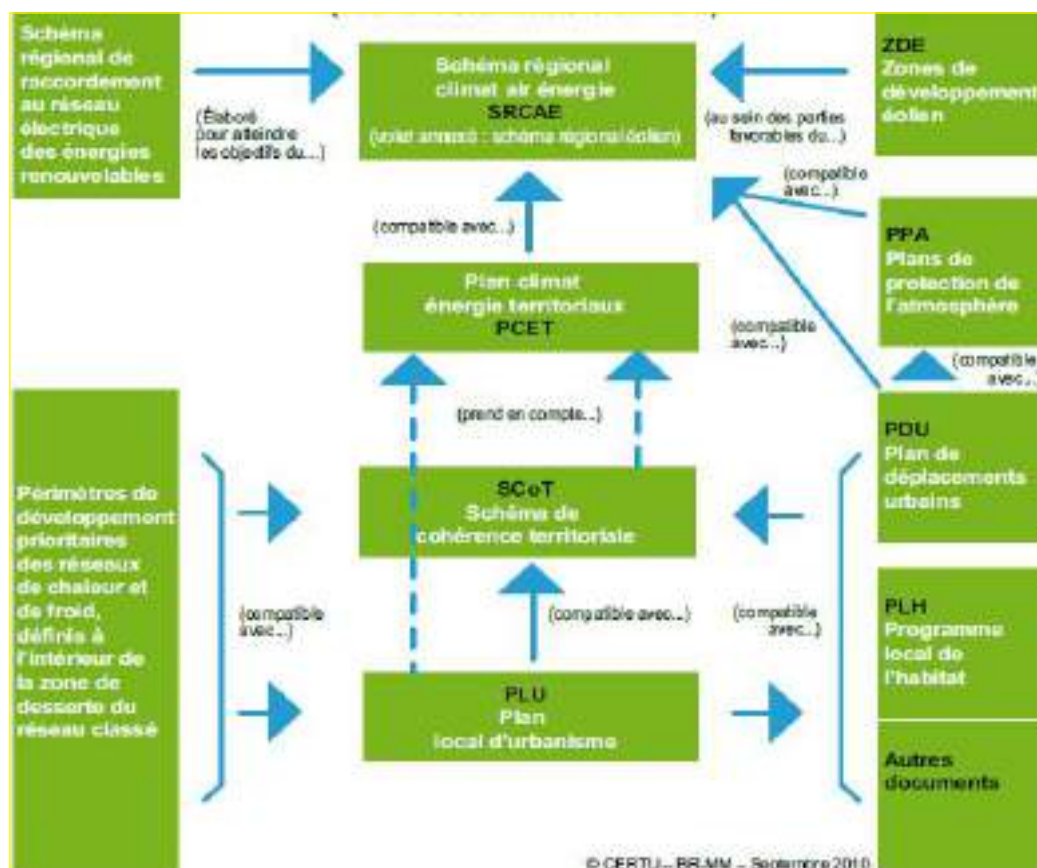 Schéma
régional de
raccordement
au réseau
électrique
des énergies
renouvelables
(Élaboré
pour atteindre
les objectifs du...)
Schéma régional
climat air énergie
SRCAE
(volet annexé : schéma régional éolien)
(au sein des parties
favorables du...)
ZDE
Zones de
développement
éolien
(compatible
avec...)
(compatible avec...)
PPA
Plans de
protection de
l'atmosphère
Plan climat
énergie territoriaux
PCET
(compatible
avec...)
(compatible
avec...
(prend en compte...)
PDU
Plan de
déplacements
urbains
Périmètres de
développement
prioritaires
des réseaux
de chaleur et
de froid,
définis à
l'intérieur de
la zone de
desserte du
réseau classé
SCoT
Schéma de
cohérence territoriale
(compatible
avec...)
(compatible avec...)
(compatible
avec...)
PLH
Programme
local de
l'habitat
PLU
Plan
local d'urbanisme
Autres
documents
© CERTU – BR-MM – Septembre 2010